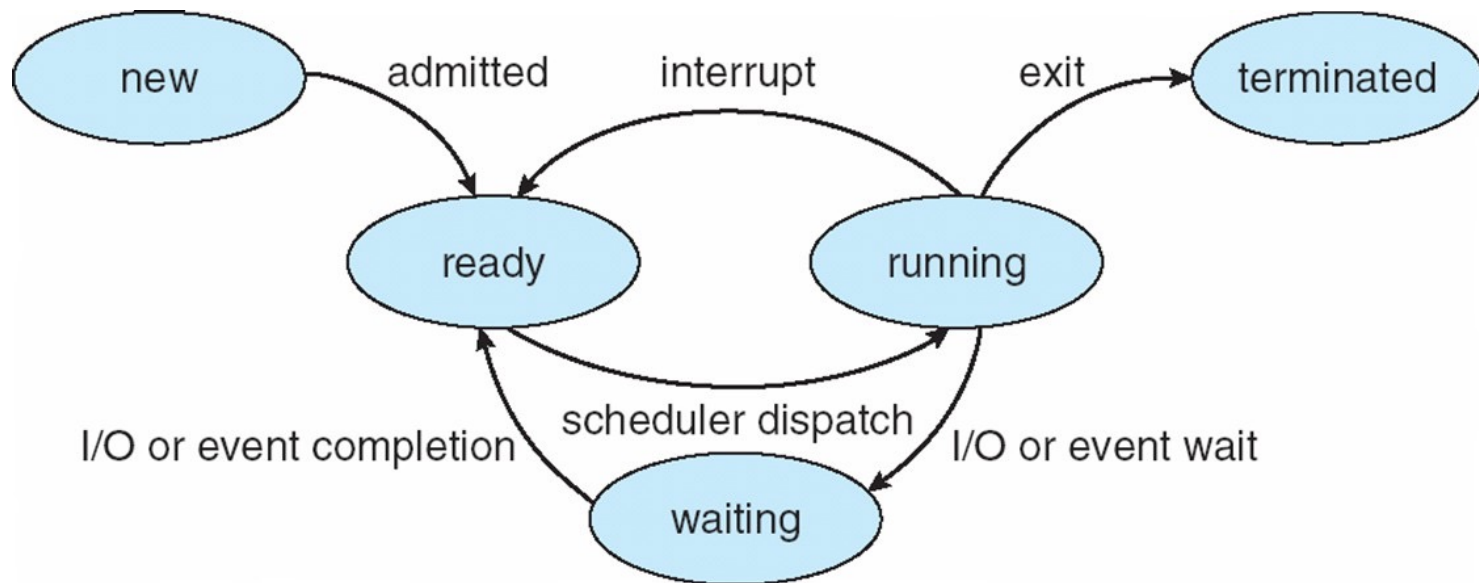 new
admitted
interrupt
exit
terminated
ready
running
scheduler dispatch
I/O or event completion
I/O or event wait
waiting